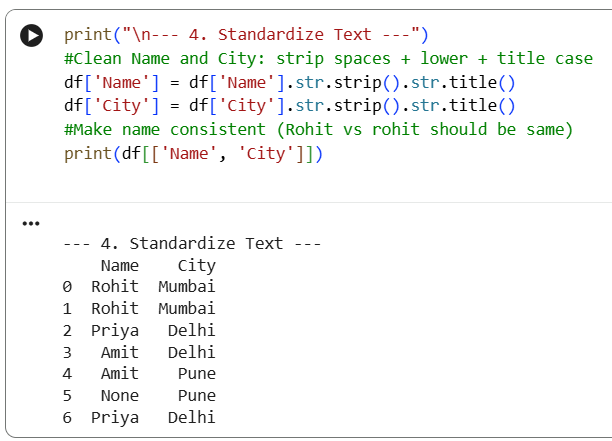 print("\n--- 4. Standardize Text ---")
#Clean Name and City: strip spaces + lower + title case
df['Name'] = df['Name'].str.strip().str.title()
df['City'] = df['City'].str.strip().str.title()
#Make name consistent (Rohit vs rohit should be same)
print(df[['Name', 'City']])
...
--- 4. Standardize Text ---
    Name    City
0  Rohit  Mumbai
1  Rohit  Mumbai
2  Priya   Delhi
3   Amit   Delhi
4   Amit    Pune
5   None    Pune
6  Priya   Delhi